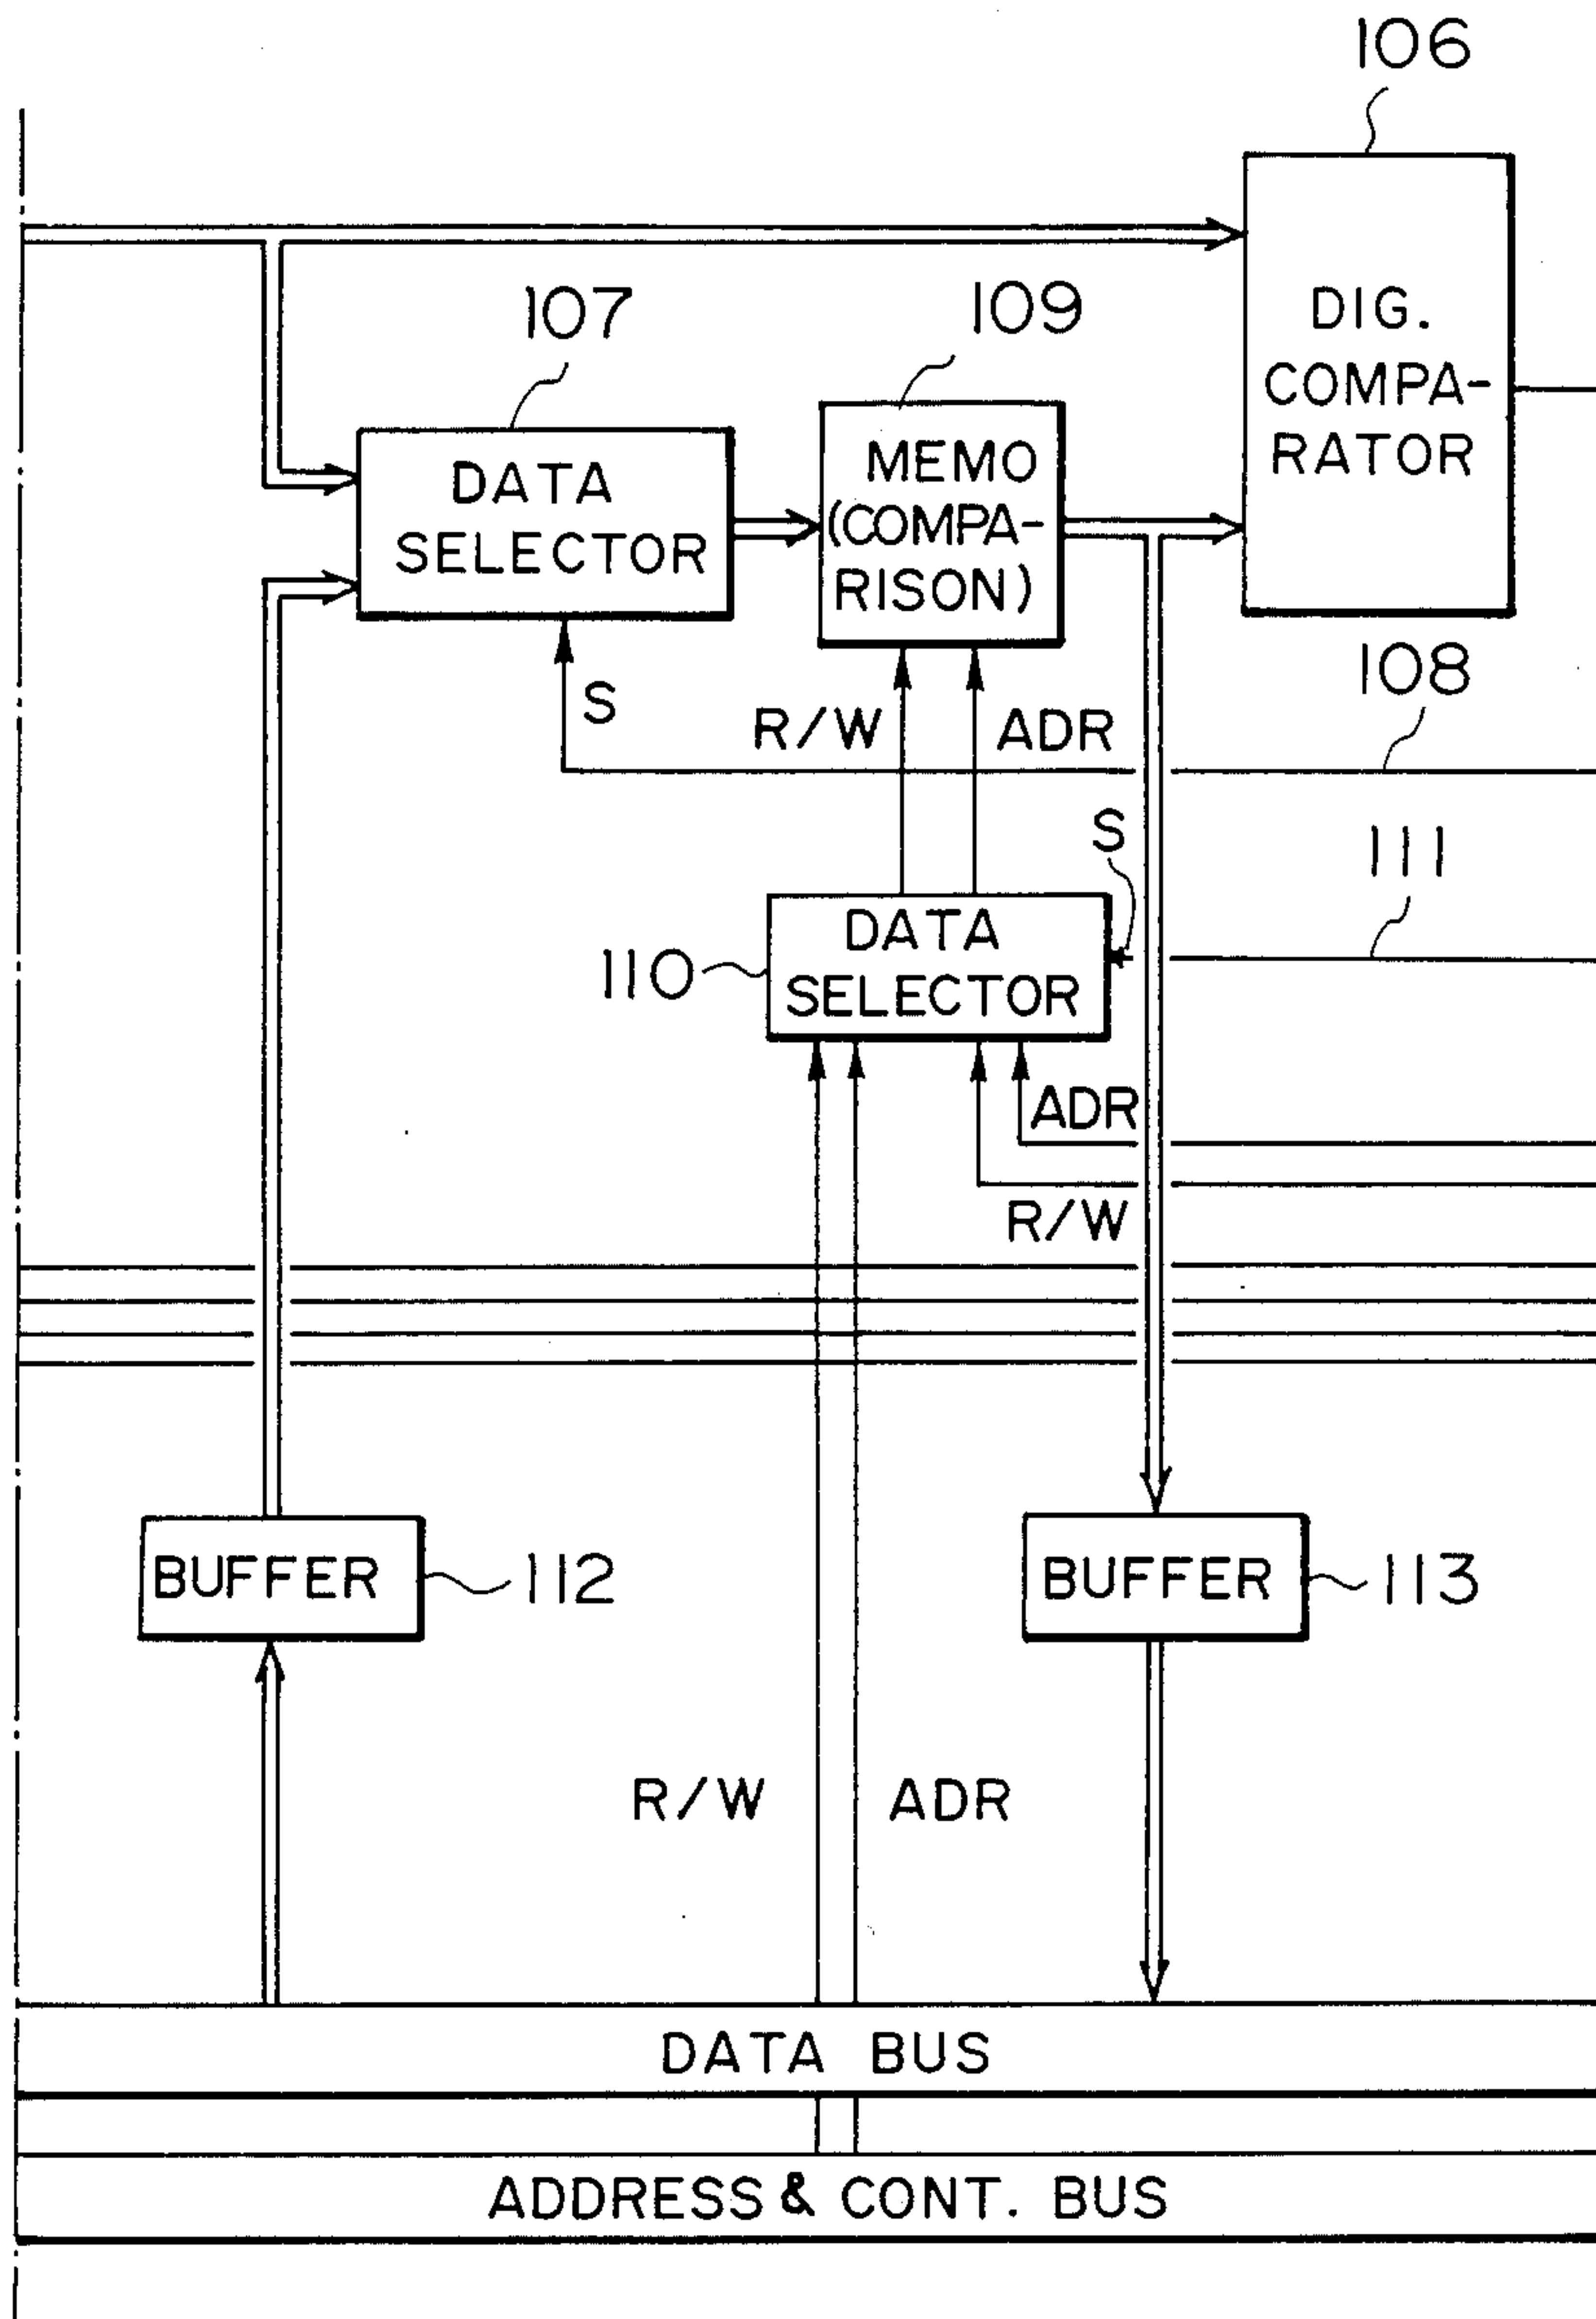 106
107
109
DIG.
COMPA-
RATOR
DATA
SELECTOR
MEMO
(COMPA-
RISON)
108
S
R/W
ADR
S
111
110
DATA
SELECTOR
ADR
R/W
BUFFER
112
BUFFER
113
R/W
ADR
DATA BUS
ADDRESS & CONT. BUS